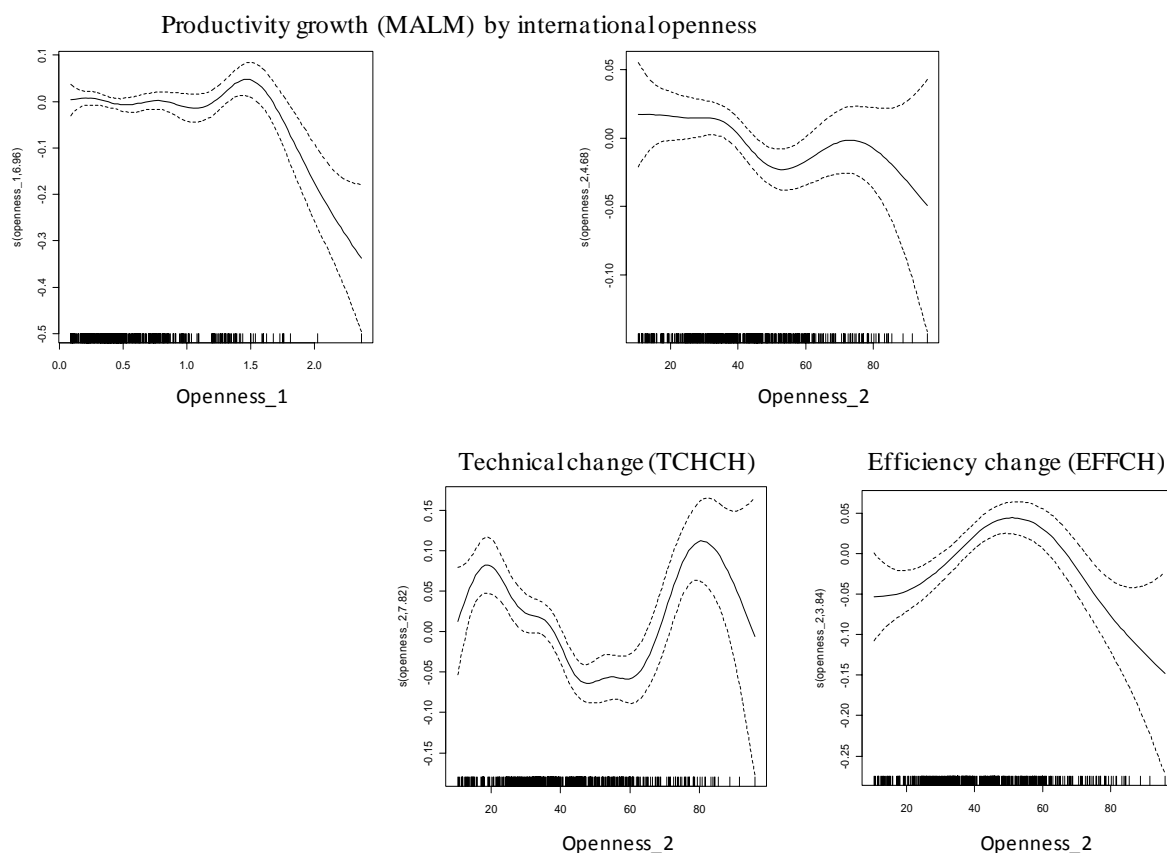 Productivity growth (MALM) by international openness
s(openness_1,6.96)
0.1
0.0
-0.1
-0.2
-0.3
-0.4
-0.5
0.0 0.5 1.0 1.5 2.0
Openness_1
s(openness_2,4.68)
0.05
0.00
-0.05
-0.10
20 40 60 80
Openness_2
Technical change (TCHCH)
s(openness_2,7.82)
0.15
0.10
0.05
0.00
-0.05
-0.10
-0.15
20 40 60 80
Openness_2
Efficiency change (EFFCH)
s(openness_2,3.84)
0.05
0.00
-0.05
-0.10
-0.15
-0.20
-0.25
20 40 60 80
Openness_2